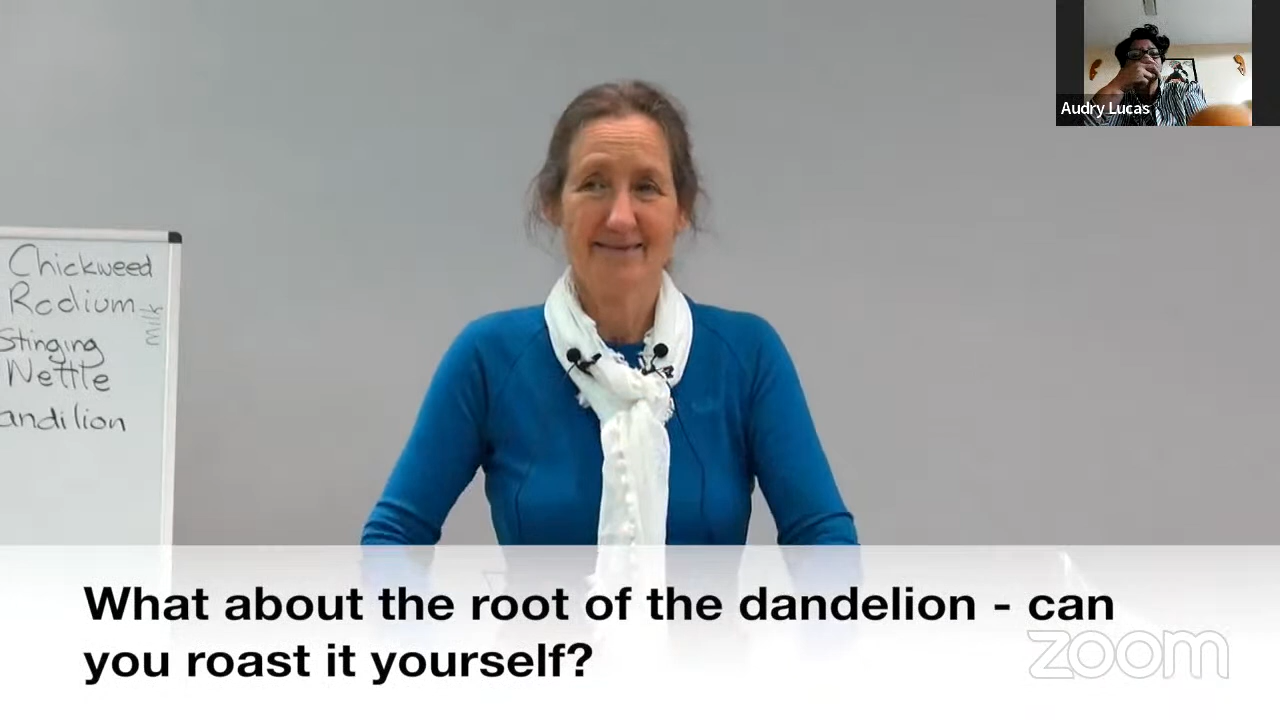 Audry Lucas
Chickweed
Radium
milk
Stinging
Nettle
andilion
What about the root of the dandelion - can
you roast it yourself?
zoom